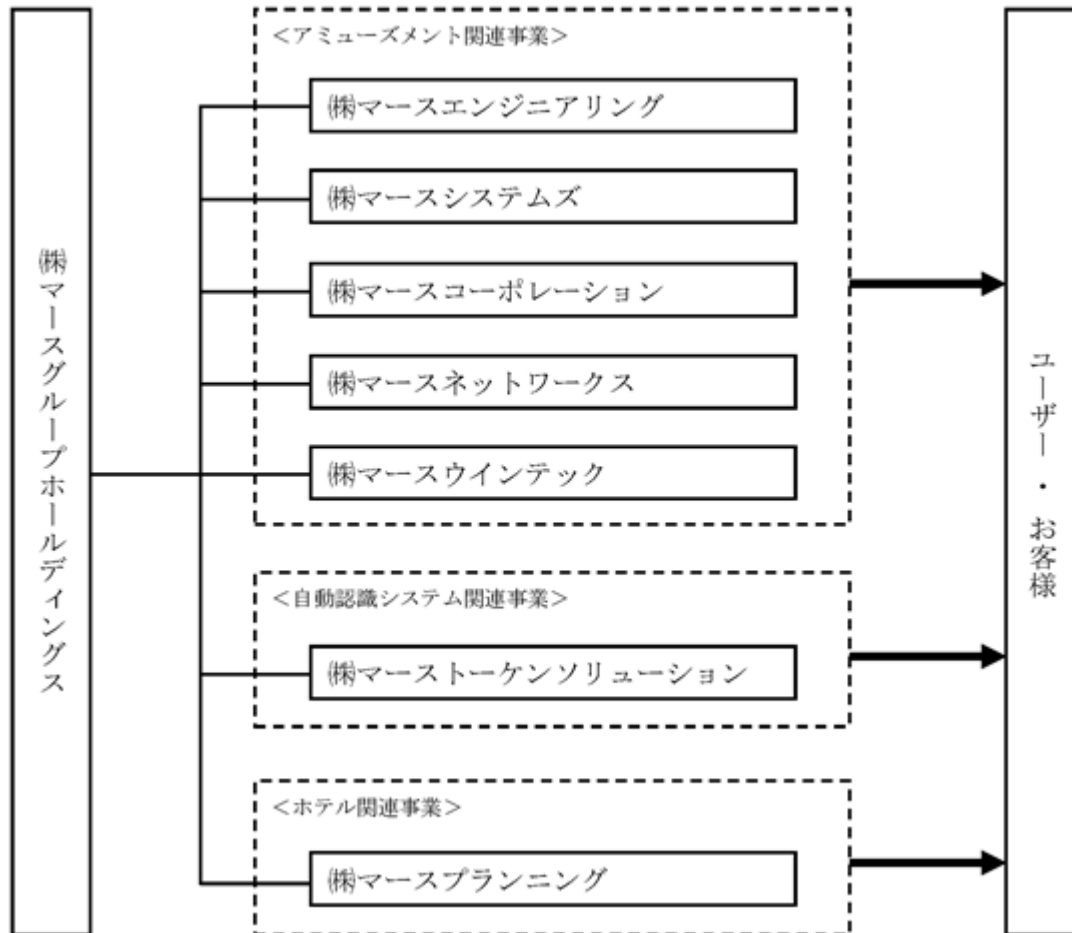 ㈱マースグループホールディングス
＜アミューズメント関連事業＞
㈱マースエンジニアリング
㈱マースシステムズ
㈱マースコーポレーション
㈱マースネットワークス
㈱マースウインテック
＜自動認識システム関連事業＞
㈱マーストーケンソリューション
＜ホテル関連事業＞
㈱マースプランニング
ユーザー・お客様